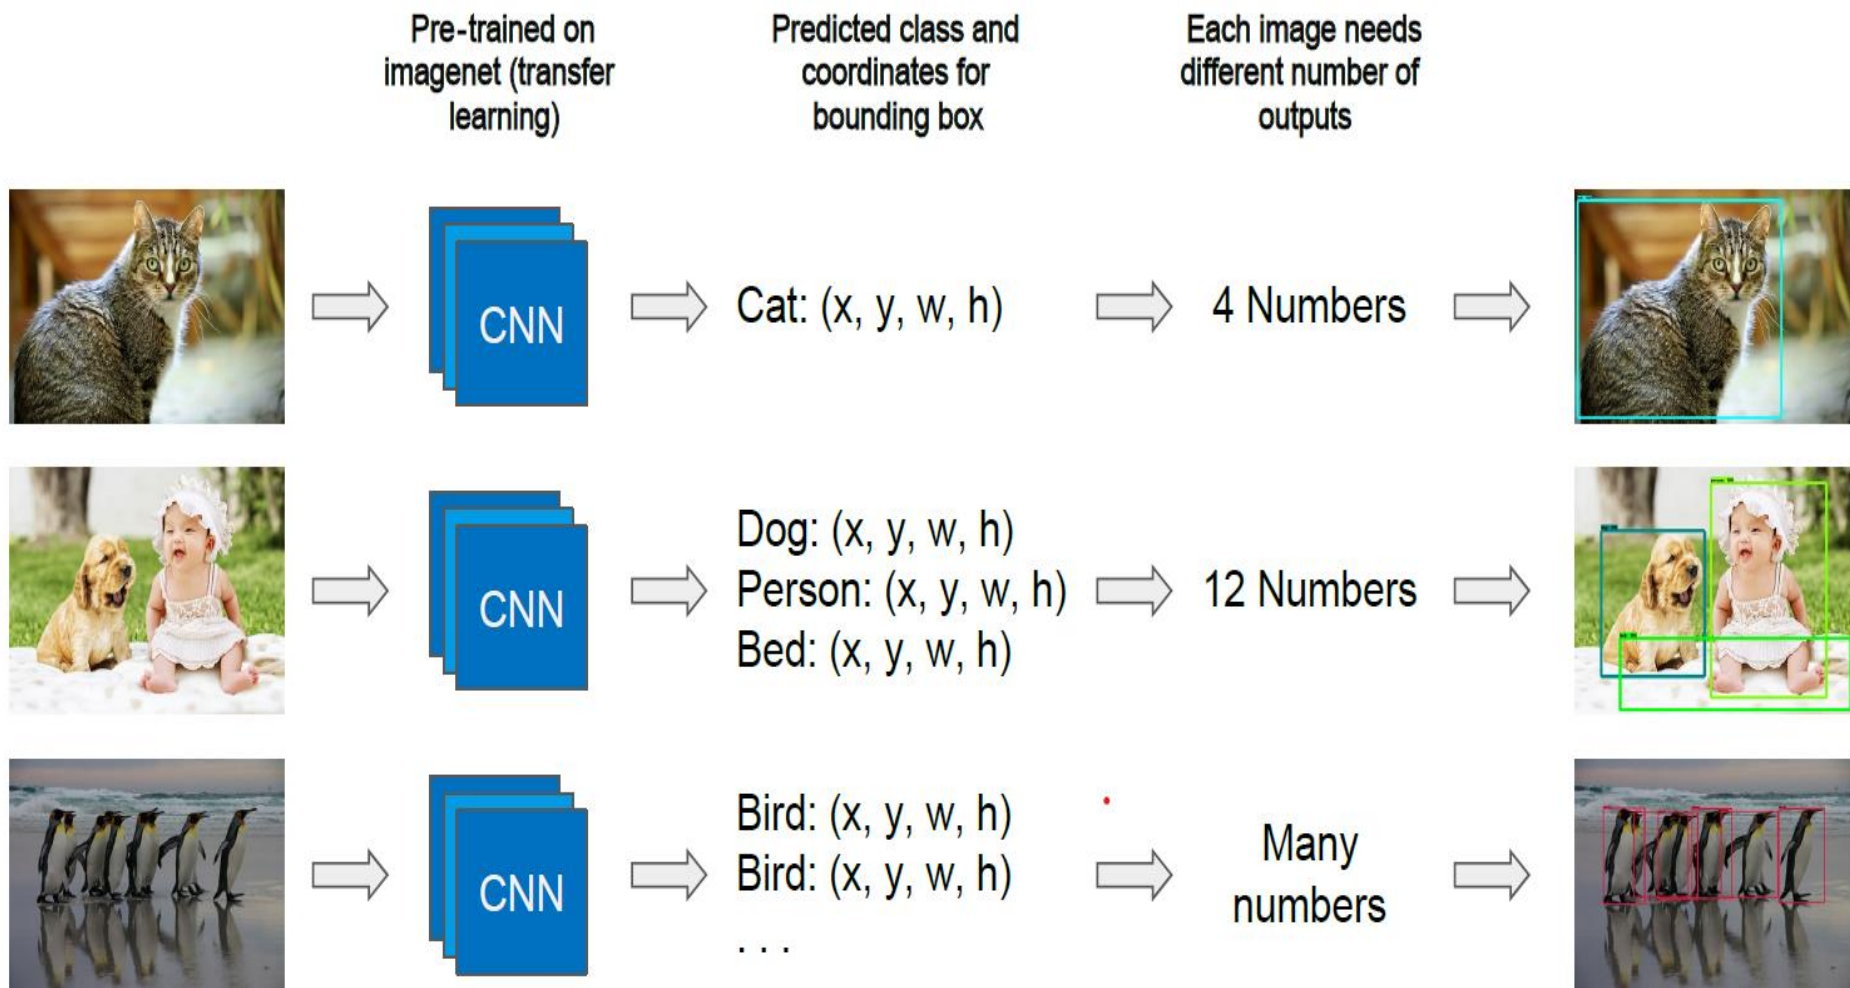 Pre-trained on
imagenet (transfer
learning)
Predicted class and
coordinates for
bounding box
Each image needs
different number of
outputs
CNN
Cat: (x, y, w, h)
4 Numbers
CNN
Dog: (x, y, w, h)
Person: (x, y, w, h)
Bed: (x, y, w, h)
12 Numbers
CNN
Bird: (x, y, w, h)
Bird: (x, y, w, h)
. . .
Many
numbers